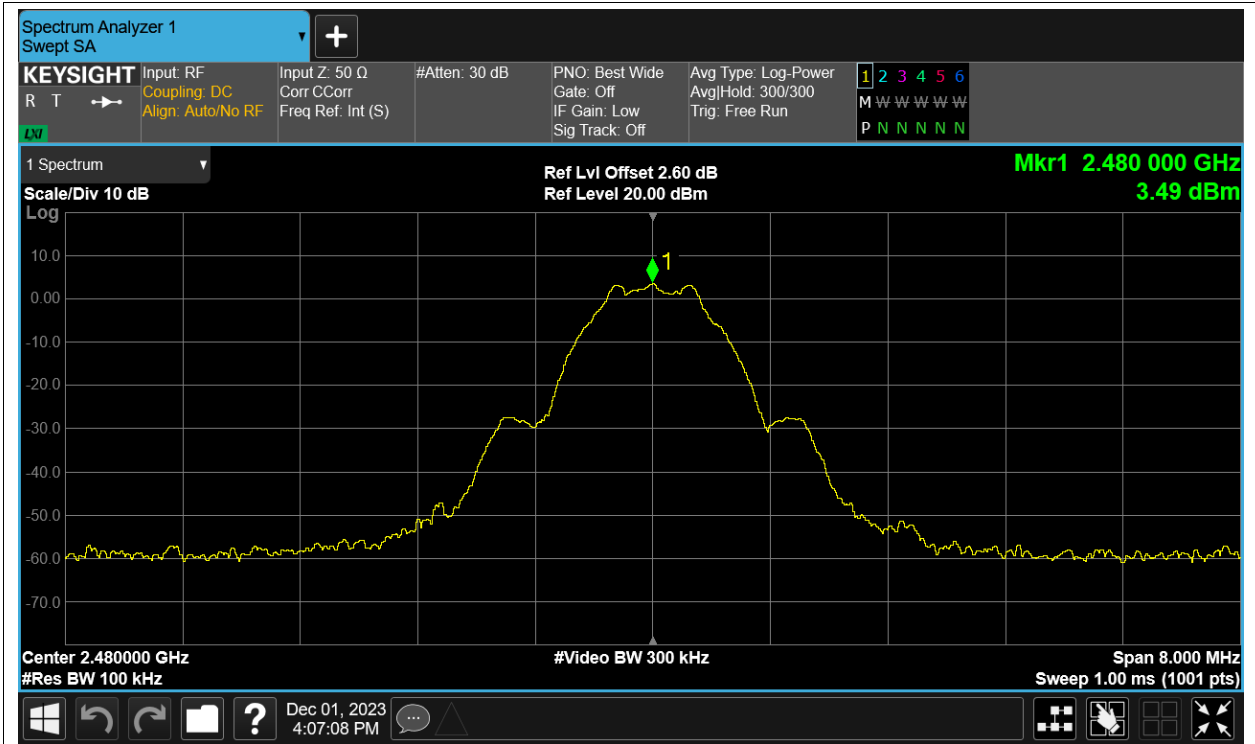 Spectrum Analyzer 1
Swept SA
KEYSIGHT
R T
LXI
Input: RF
Coupling: DC
Align: Auto/No RF
Input Z: 50 Ω
Corr CCorr
Freq Ref: Int (S)
#Atten: 30 dB
PNO: Best Wide
Gate: Off
IF Gain: Low
Sig Track: Off
Avg Type: Log-Power
Avg|Hold: 300/300
Trig: Free Run
1 2 3 4 5 6
M W W W W W
P N N N N N
1 Spectrum
Scale/Div 10 dB
Log
Ref Lvl Offset 2.60 dB
Ref Level 20.00 dBm
Mkr1 2.480 000 GHz
3.49 dBm
1
10.0
0.00
-10.0
-20.0
-30.0
-40.0
-50.0
-60.0
-70.0
Center 2.480000 GHz
#Res BW 100 kHz
#Video BW 300 kHz
Span 8.000 MHz
Sweep 1.00 ms (1001 pts)
?
Dec 01, 2023
4:07:08 PM